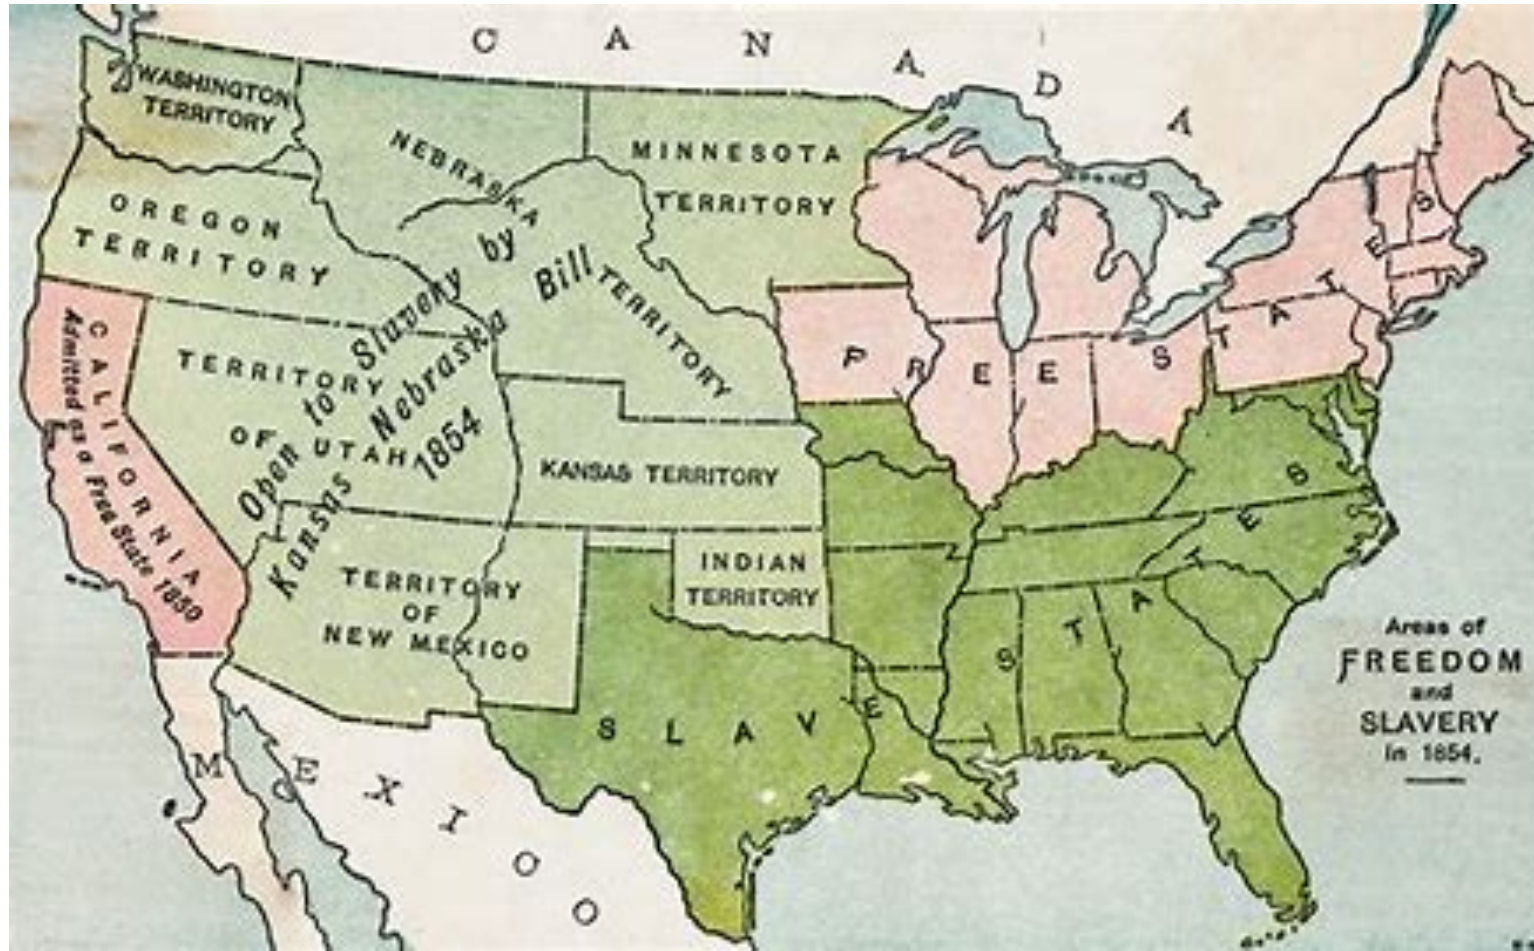 CANADA
WASHINGTON
TERRITORY
NEBRASKA
TERRITORY
MINNESOTA
TERRITORY
OREGON
TERRITORY
CALIFORNIA
Admitted as a Free State 1850
TERRITORY
OF UTAH
Open to Slavery by
Kansas Nebraska Bill
1854
KANSAS TERRITORY
TERRITORY
OF
NEW MEXICO
INDIAN
TERRITORY
FREE STATES
SLAVE STATES
MEXICO
Areas of
FREEDOM
and
SLAVERY
in 1854.